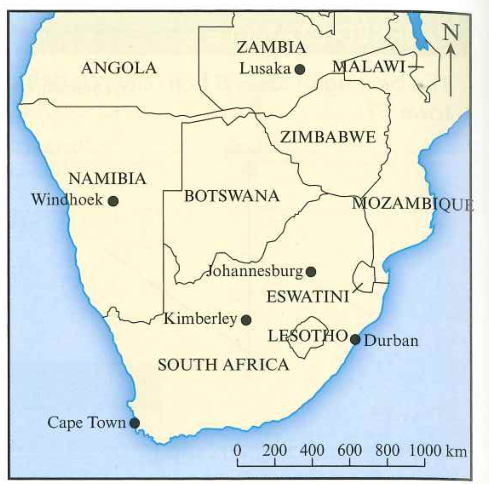 N
ZAMBIA
ANGOLA
Lusaka
MALAWI
ZIMBABWE
NAMIBIA
Windhoek
BOTSWANA
MOZAMBIQUE
Johannesburg
ESWATINI
Kimberley
LESOTHO
Durban
SOUTH AFRICA
Cape Town
0 200 400 600 800 1000 km